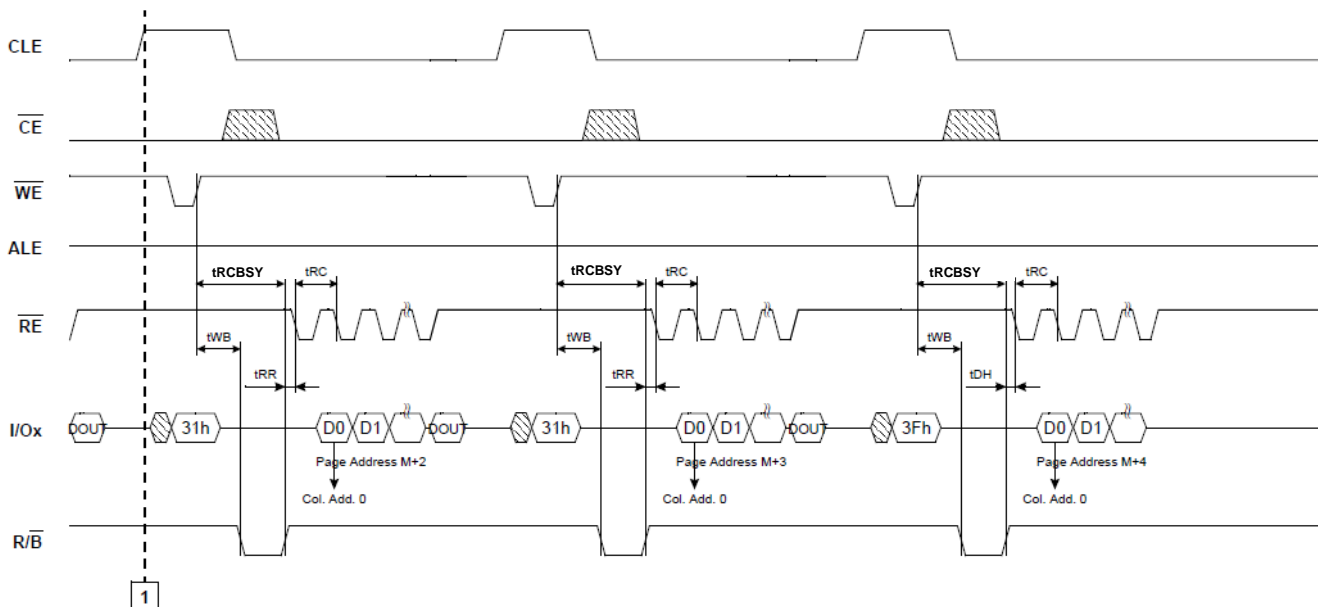 CLE
CE
WE
ALE
tRCBSY tRC tRCBSY tRC tRCBSY tRC
RE
tWB tWB tWB
tRR tRR tDH
I/Ox DOUT 31h D0 D1 DOUT 31h D0 D1 DOUT 3Fh D0 D1
Page Address M+2 Page Address M+3 Page Address M+4
Col. Add. 0 Col. Add. 0 Col. Add. 0
R/B
1